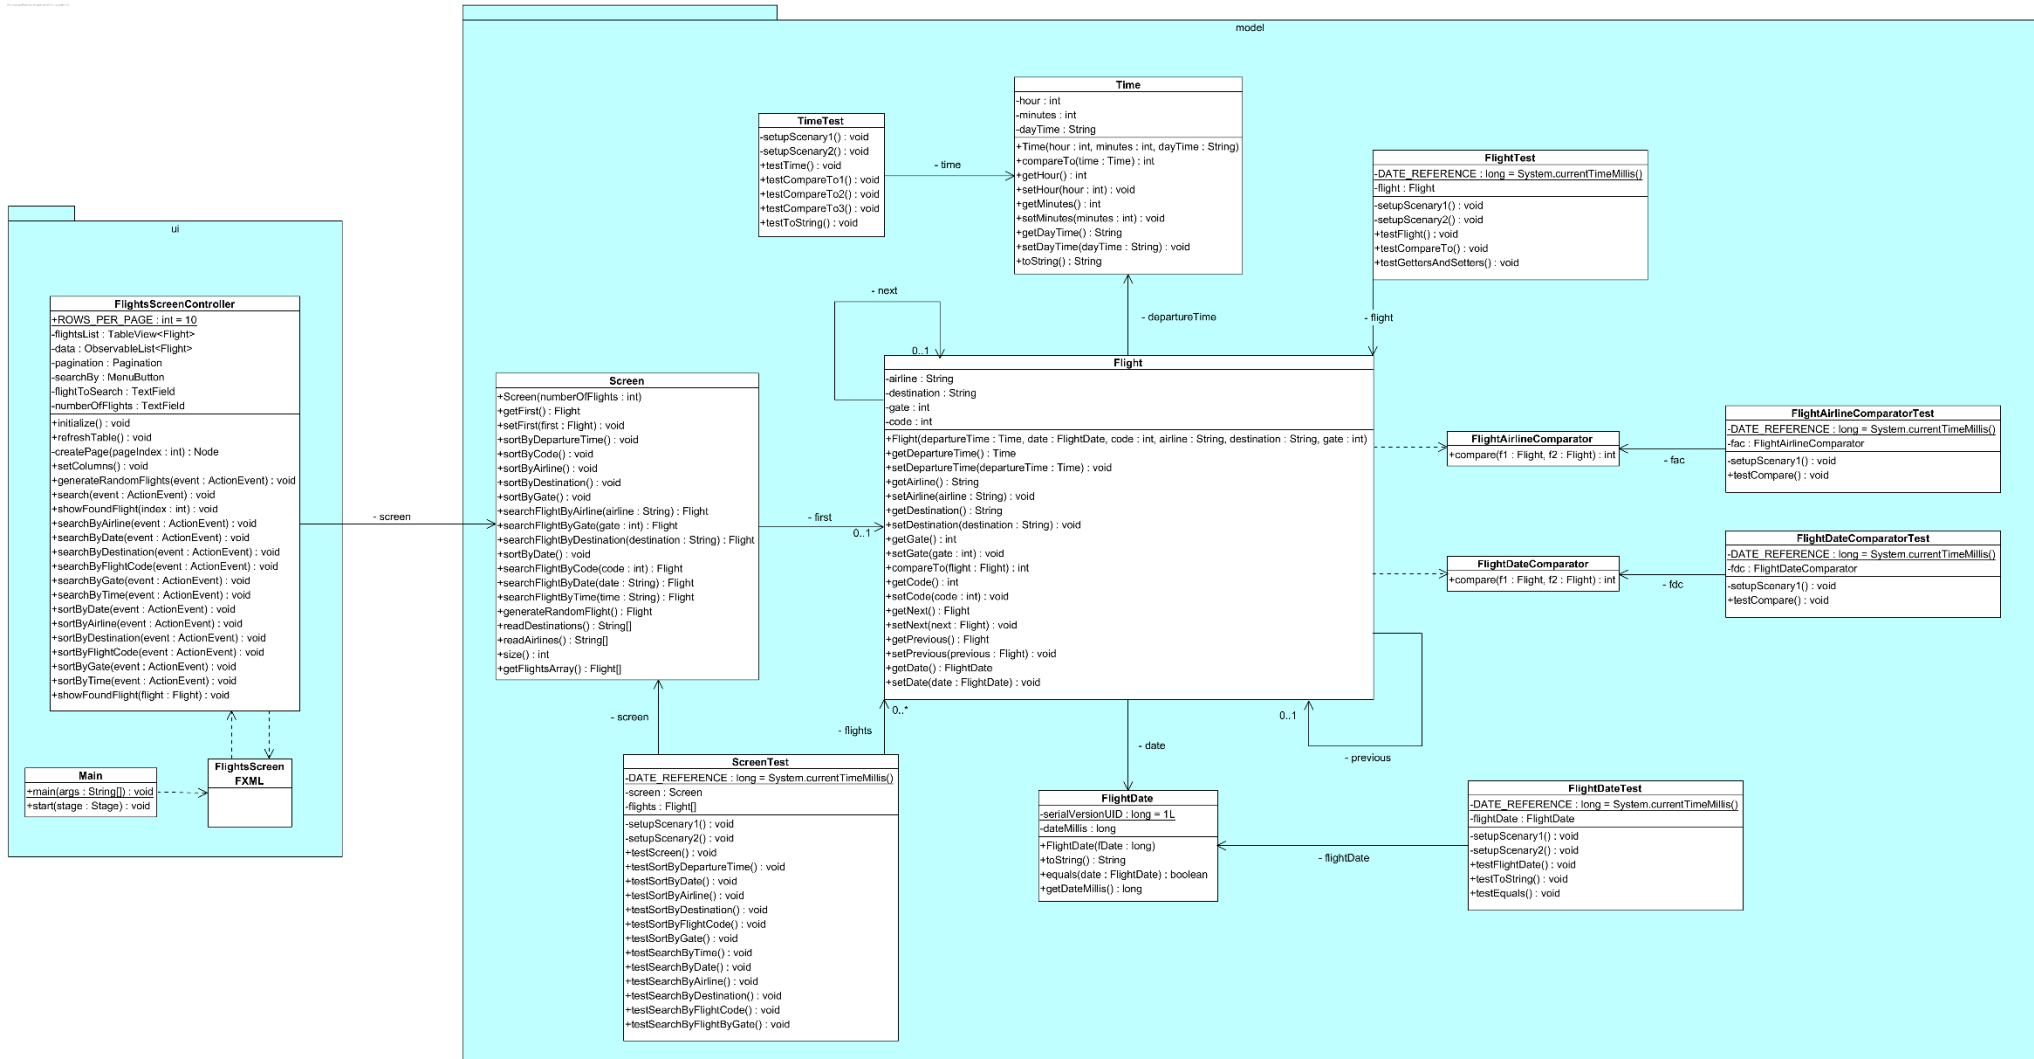 model
ui
TimeTest
-setupScenary1() : void
-setupScenary2() : void
+testTime() : void
+testCompareTo1() : void
+testCompareTo2() : void
+testCompareTo3() : void
+testToString() : void
- time
Time
-hour : int
-minutes : int
-dayTime : String
+Time(hour : int, minutes : int, dayTime : String)
+compareTo(time : Time) : int
+getHour() : int
+setHour(hour : int) : void
+getMinutes() : int
+setMinutes(minutes : int) : void
+getDayTime() : String
+setDayTime(dayTime : String) : void
+toString() : String
FlightTest
-DATE_REFERENCE : long = System.currentTimeMillis()
-flight : Flight
-setupScenary1() : void
-setupScenary2() : void
+testFlight() : void
+testCompareTo() : void
+testGettersAndSetters() : void
- next
0..1
- departureTime
- flight
FlightsScreenController
+ROWS_PER_PAGE : int = 10
-flightsList : TableView<Flight>
-data : ObservableList<Flight>
-pagination : Pagination
-searchBy : MenuButton
-flightToSearch : TextField
-numberOfFlights : TextField
+initialize() : void
+refreshTable() : void
-createPage(pageIndex : int) : Node
+setColumns() : void
+generateRandomFlights(event : ActionEvent) : void
+search(event : ActionEvent) : void
+showFoundFlight(index : int) : void
+searchByAirline(event : ActionEvent) : void
+searchByDate(event : ActionEvent) : void
+searchByDestination(event : ActionEvent) : void
+searchByFlightCode(event : ActionEvent) : void
+searchByGate(event : ActionEvent) : void
+searchByTime(event : ActionEvent) : void
+sortByDate(event : ActionEvent) : void
+sortByAirline(event : ActionEvent) : void
+sortByDestination(event : ActionEvent) : void
+sortByFlightCode(event : ActionEvent) : void
+sortByGate(event : ActionEvent) : void
+sortByTime(event : ActionEvent) : void
+showFoundFlight(flight : Flight) : void
- screen
Screen
+Screen(numberOfFlights : int)
+getFirst() : Flight
+setFirst(first : Flight) : void
+sortByDepartureTime() : void
+sortByCode() : void
+sortByAirline() : void
+sortByDestination() : void
+sortByGate() : void
+searchFlightByAirline(airline : String) : Flight
+searchFlightByGate(gate : int) : Flight
+searchFlightByDestination(destination : String) : Flight
+sortByDate() : void
+searchFlightByCode(code : int) : Flight
+searchFlightByDate(date : String) : Flight
+searchFlightByTime(time : String) : Flight
+generateRandomFlight() : Flight
+readDestinations() : String[]
+readAirlines() : String[]
+size() : int
+getFlightsArray() : Flight[]
- first
0..1
Flight
-airline : String
-destination : String
-gate : int
-code : int
+Flight(departureTime : Time, date : FlightDate, code : int, airline : String, destination : String, gate : int)
+getDepartureTime() : Time
+setDepartureTime(departureTime : Time) : void
+getAirline() : String
+setAirline(airline : String) : void
+getDestination() : String
+setDestination(destination : String) : void
+getGate() : int
+setGate(gate : int) : void
+compareTo(flight : Flight) : int
+getCode() : int
+setCode(code : int) : void
+getNext() : Flight
+setNext(next : Flight) : void
+getPrevious() : Flight
+setPrevious(previous : Flight) : void
+getDate() : FlightDate
+setDate(date : FlightDate) : void
FlightAirlineComparator
+compare(f1 : Flight, f2 : Flight) : int
- fac
FlightAirlineComparatorTest
-DATE_REFERENCE : long = System.currentTimeMillis()
-fac : FlightAirlineComparator
-setupScenary1() : void
+testCompare() : void
FlightDateComparator
+compare(f1 : Flight, f2 : Flight) : int
- fdc
FlightDateComparatorTest
-DATE_REFERENCE : long = System.currentTimeMillis()
-fdc : FlightDateComparator
-setupScenary1() : void
+testCompare() : void
- screen
- flights
0..*
- date
0..1
- previous
Main
+main(args : String[]) : void
+start(stage : Stage) : void
FlightsScreen
FXML
ScreenTest
-DATE_REFERENCE : long = System.currentTimeMillis()
-screen : Screen
-flights : Flight[]
-setupScenary1() : void
-setupScenary2() : void
+testScreen() : void
+testSortByDepartureTime() : void
+testSortByDate() : void
+testSortByAirline() : void
+testSortByDestination() : void
+testSortByFlightCode() : void
+testSortByGate() : void
+testSearchByTime() : void
+testSearchByDate() : void
+testSearchByAirline() : void
+testSearchByDestination() : void
+testSearchByFlightCode() : void
+testSearchByFlightByGate() : void
FlightDate
-serialVersionUID : long = 1L
-dateMillis : long
+FlightDate(fDate : long)
+toString() : String
+equals(date : FlightDate) : boolean
+getDateMillis() : long
- flightDate
FlightDateTest
-DATE_REFERENCE : long = System.currentTimeMillis()
-flightDate : FlightDate
-setupScenary1() : void
-setupScenary2() : void
+testFlightDate() : void
+testToString() : void
+testEquals() : void